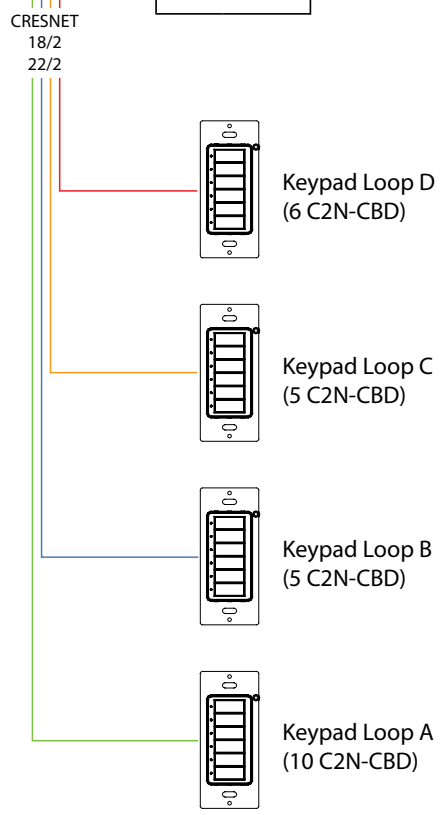 CRESNET
18/2
22/2
Keypad Loop D
(6 C2N-CBD)
Keypad Loop C
(5 C2N-CBD)
Keypad Loop B
(5 C2N-CBD)
Keypad Loop A
(10 C2N-CBD)